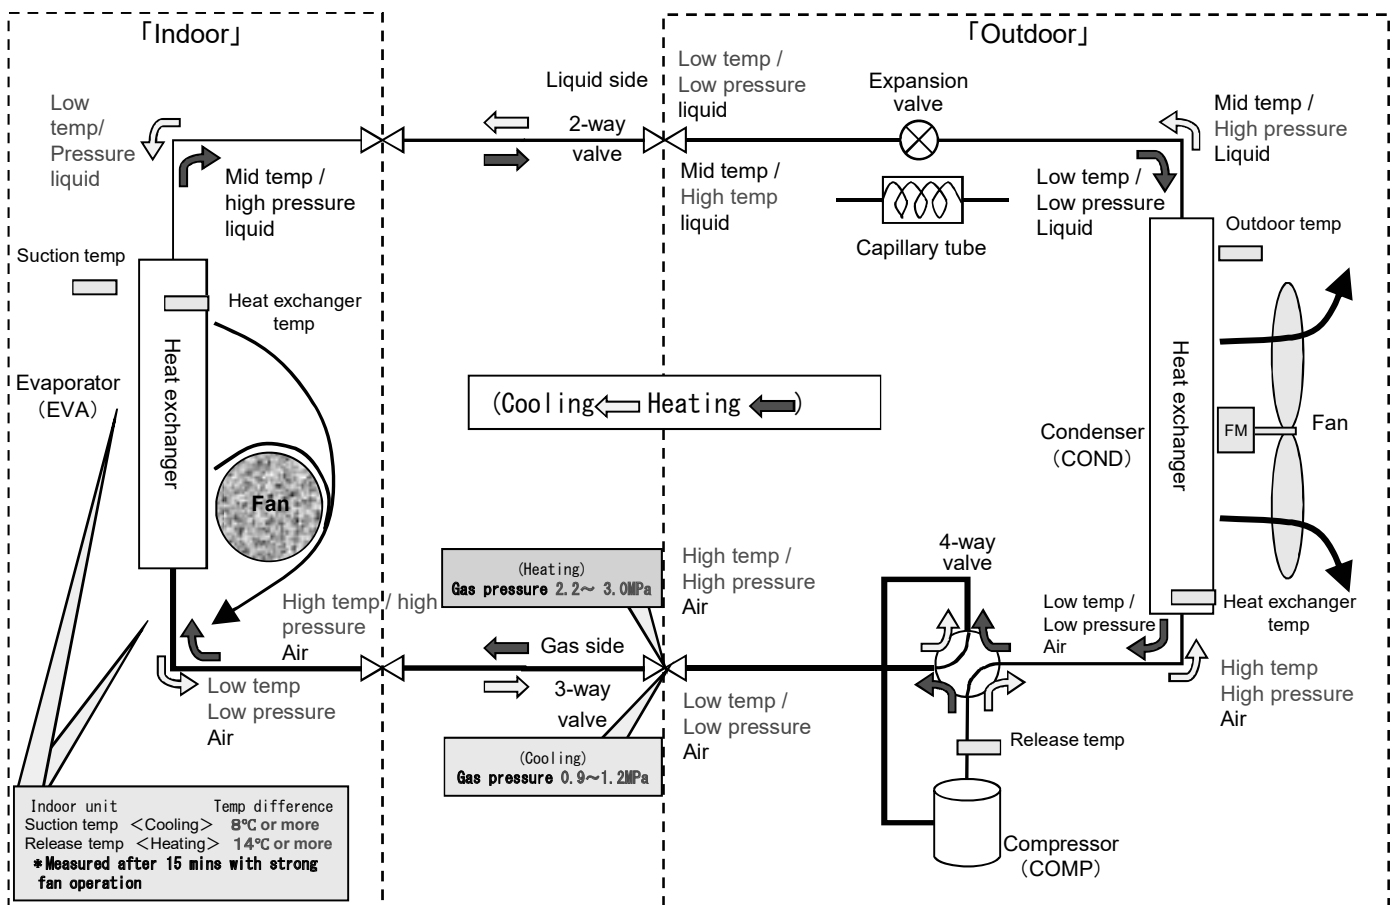 「Indoor」
「Outdoor」
Low
temp/
Pressure
liquid
Liquid side
2-way
valve
Low temp /
Low pressure
liquid
Expansion
valve
Mid temp /
High pressure
Liquid
Mid temp /
high pressure
liquid
Mid temp /
High temp
liquid
Capillary tube
Low temp /
Low pressure
Liquid
Suction temp
Heat exchanger
temp
Outdoor temp
Heat exchanger
Evaporator
（EVA）
Fan
(Cooling Heating )
Condenser
（COND）
Heat exchanger
FM
Fan
(Heating)
Gas pressure 2.2～ 3.0MPa
High temp /
High pressure
Air
4-way
valve
High temp / high
pressure
Air
Low temp /
Low pressure
Air
Heat exchanger
temp
Gas side
3-way
valve
Low temp
Low pressure
Air
Low temp /
Low pressure
Air
High temp
High pressure
Air
(Cooling)
Gas pressure 0.9～1.2MPa
Release temp
Compressor
（COMP）
Indoor unit Temp difference
Suction temp ＜Cooling＞ 8℃ or more
Release temp ＜Heating＞ 14℃ or more
＊Measured after 15 mins with strong
fan operation